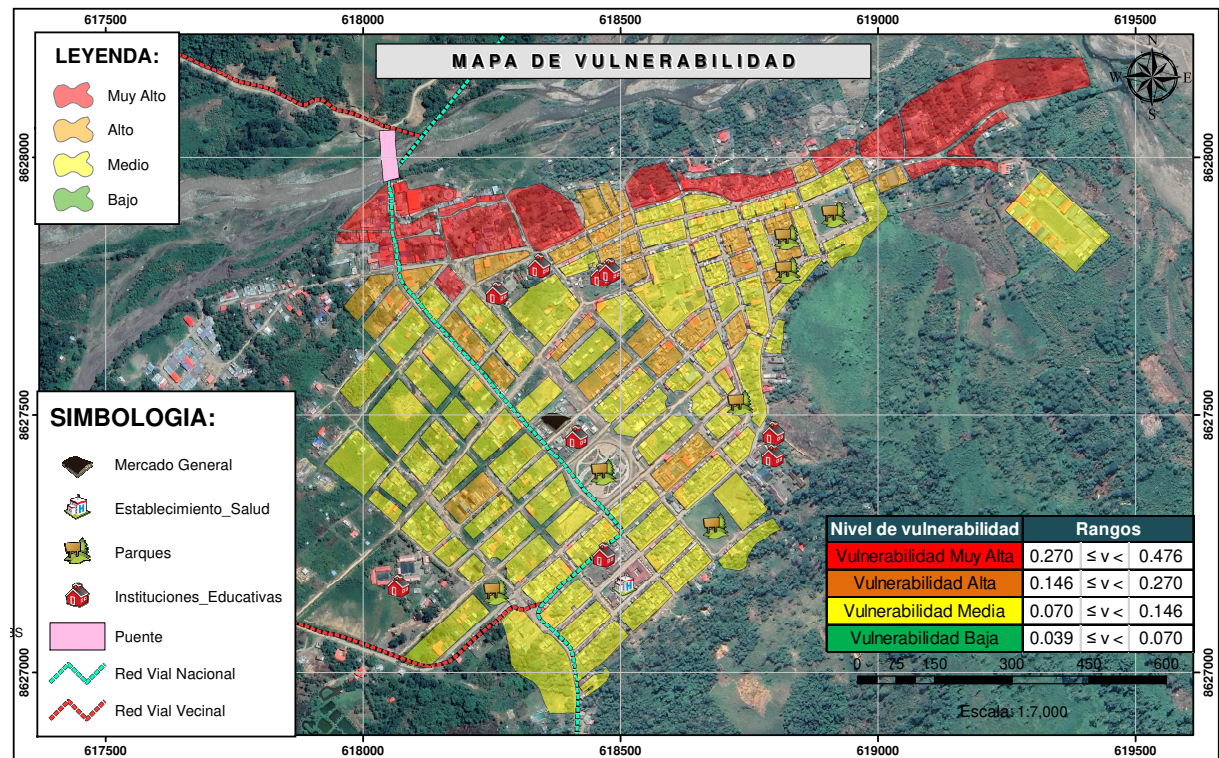 617500 618000 618500 619000 619500
MAPA DE VULNERABILIDAD
N
W E
S
LEYENDA:
Muy Alto
Alto
Medio
Bajo
8628000 8628000
8627500 8627500
8627000 8627000
SIMBOLOGIA:
Mercado General
Establecimiento_Salud
Parques
Instituciones_Educativas
Puente
Red Vial Nacional
Red Vial Vecinal
Nivel de vulnerabilidad Rangos
Vulnerabilidad Muy Alta 0.270 ≤ v < 0.476
Vulnerabilidad Alta 0.146 ≤ v < 0.270
Vulnerabilidad Media 0.070 ≤ v < 0.146
Vulnerabilidad Baja 0.039 ≤ v < 0.070
0 75 150 300 450 600
Escala: 1:7,000
617500 618000 618500 619000 619500